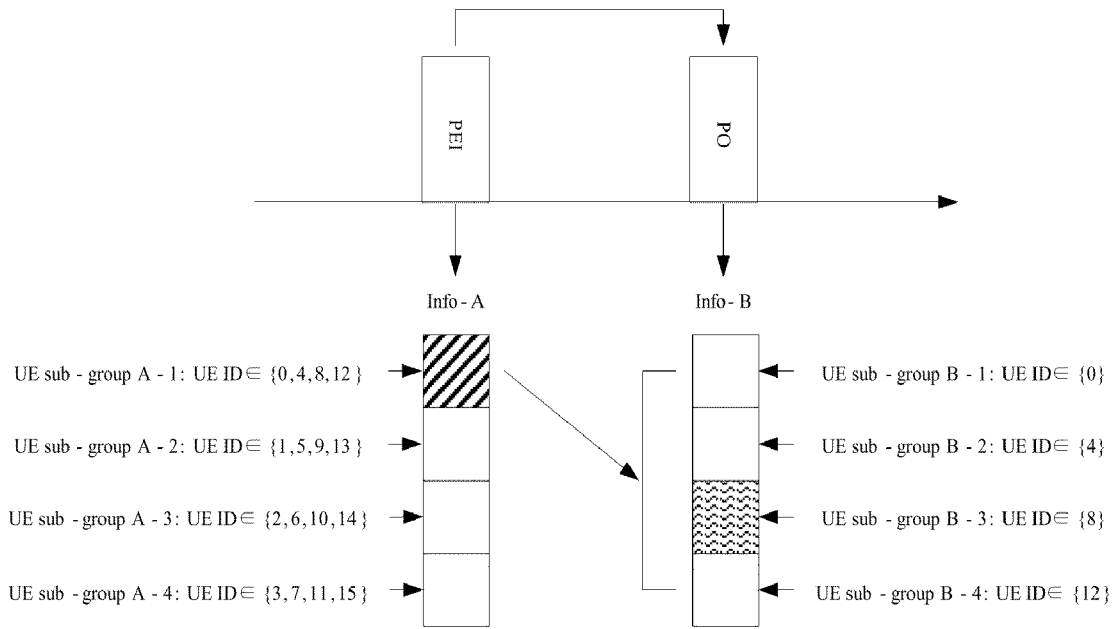 PEI
PO
Info - A
Info - B
UE sub - group A - 1: UE ID∈ {0,4,8,12 }
UE sub - group B - 1: UE ID∈ {0}
UE sub - group A - 2: UE ID∈ {1,5,9,13}
UE sub - group B - 2: UE ID∈ {4}
UE sub - group A - 3: UE ID∈ {2,6,10,14}
UE sub - group B - 3: UE ID∈ {8}
UE sub - group A - 4: UE ID∈ {3,7,11,15}
UE sub - group B - 4: UE ID∈ {12}